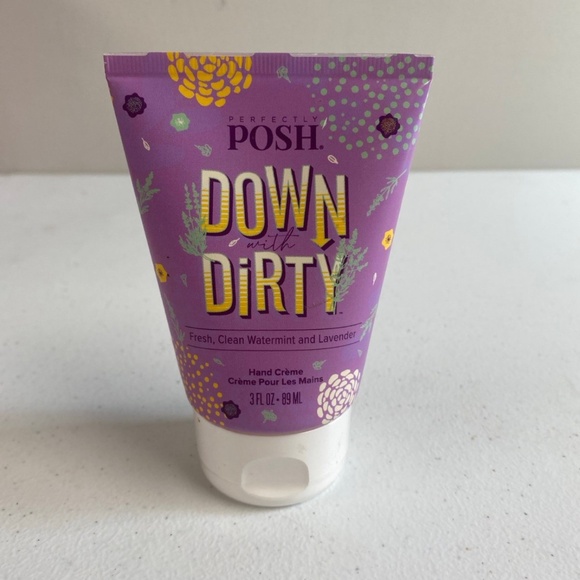 PERFECTLY
POSH®
DOWN
with
DiRTY™
Fresh, Clean Watermint and Lavender
Hand Crème
Crème Pour Les Mains
3 FL OZ • 89 ML